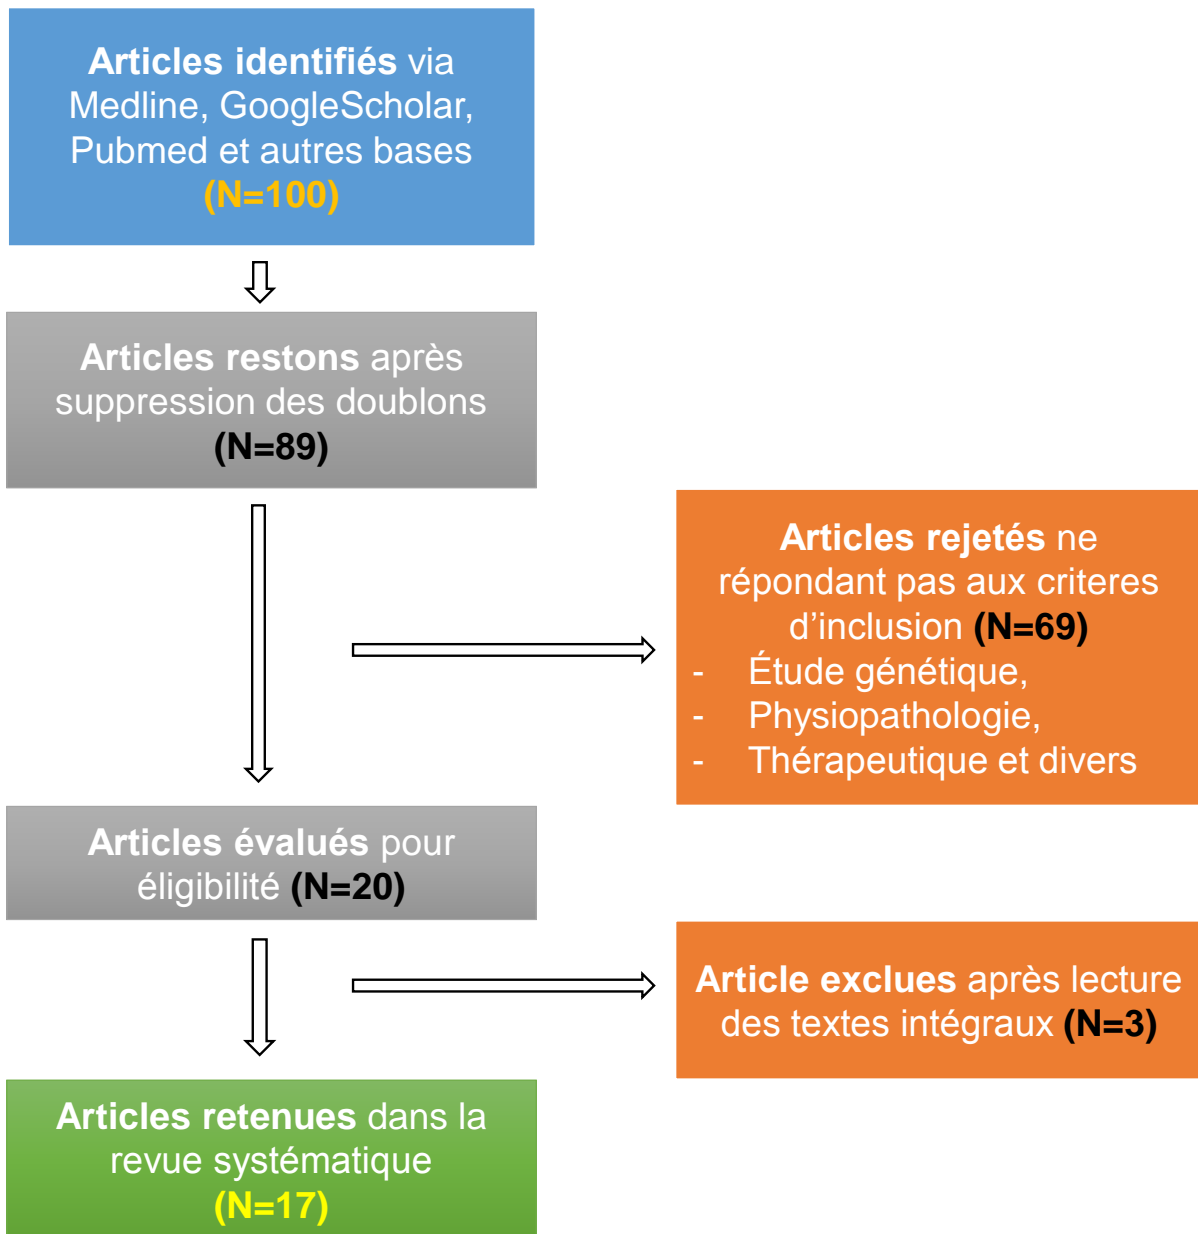 Articles identifiés via
Medline, GoogleScholar,
Pubmed et autres bases
(N=100)
Articles restons après
suppression des doublons
(N=89)
Articles rejetés ne
répondant pas aux criteres
d’inclusion (N=69)
- Étude génétique,
- Physiopathologie,
- Thérapeutique et divers
Articles évalués pour
éligibilité (N=20)
Article exclues après lecture
des textes intégraux (N=3)
Articles retenues dans la
revue systématique
(N=17)